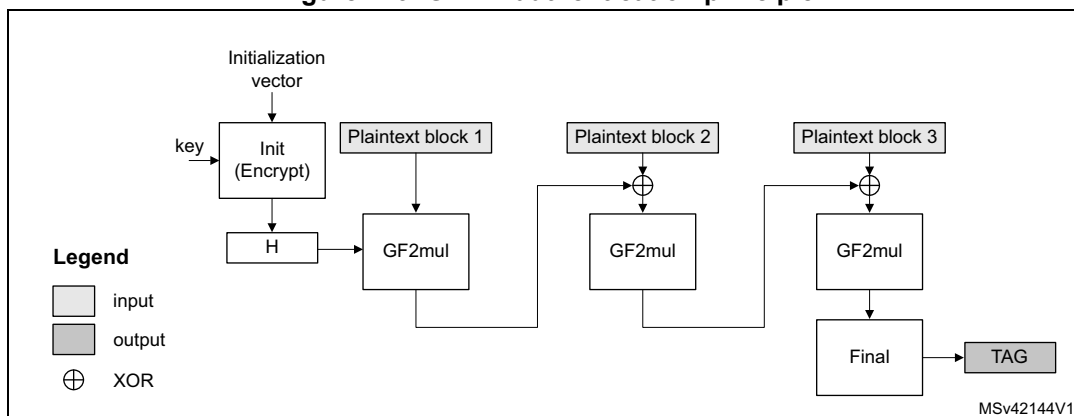 Initialization
vector
key
Init
(Encrypt)
Plaintext block 1
Plaintext block 2
Plaintext block 3
H
GF2mul
GF2mul
GF2mul
Legend
input
output
XOR
Final
TAG
MSv42144V1